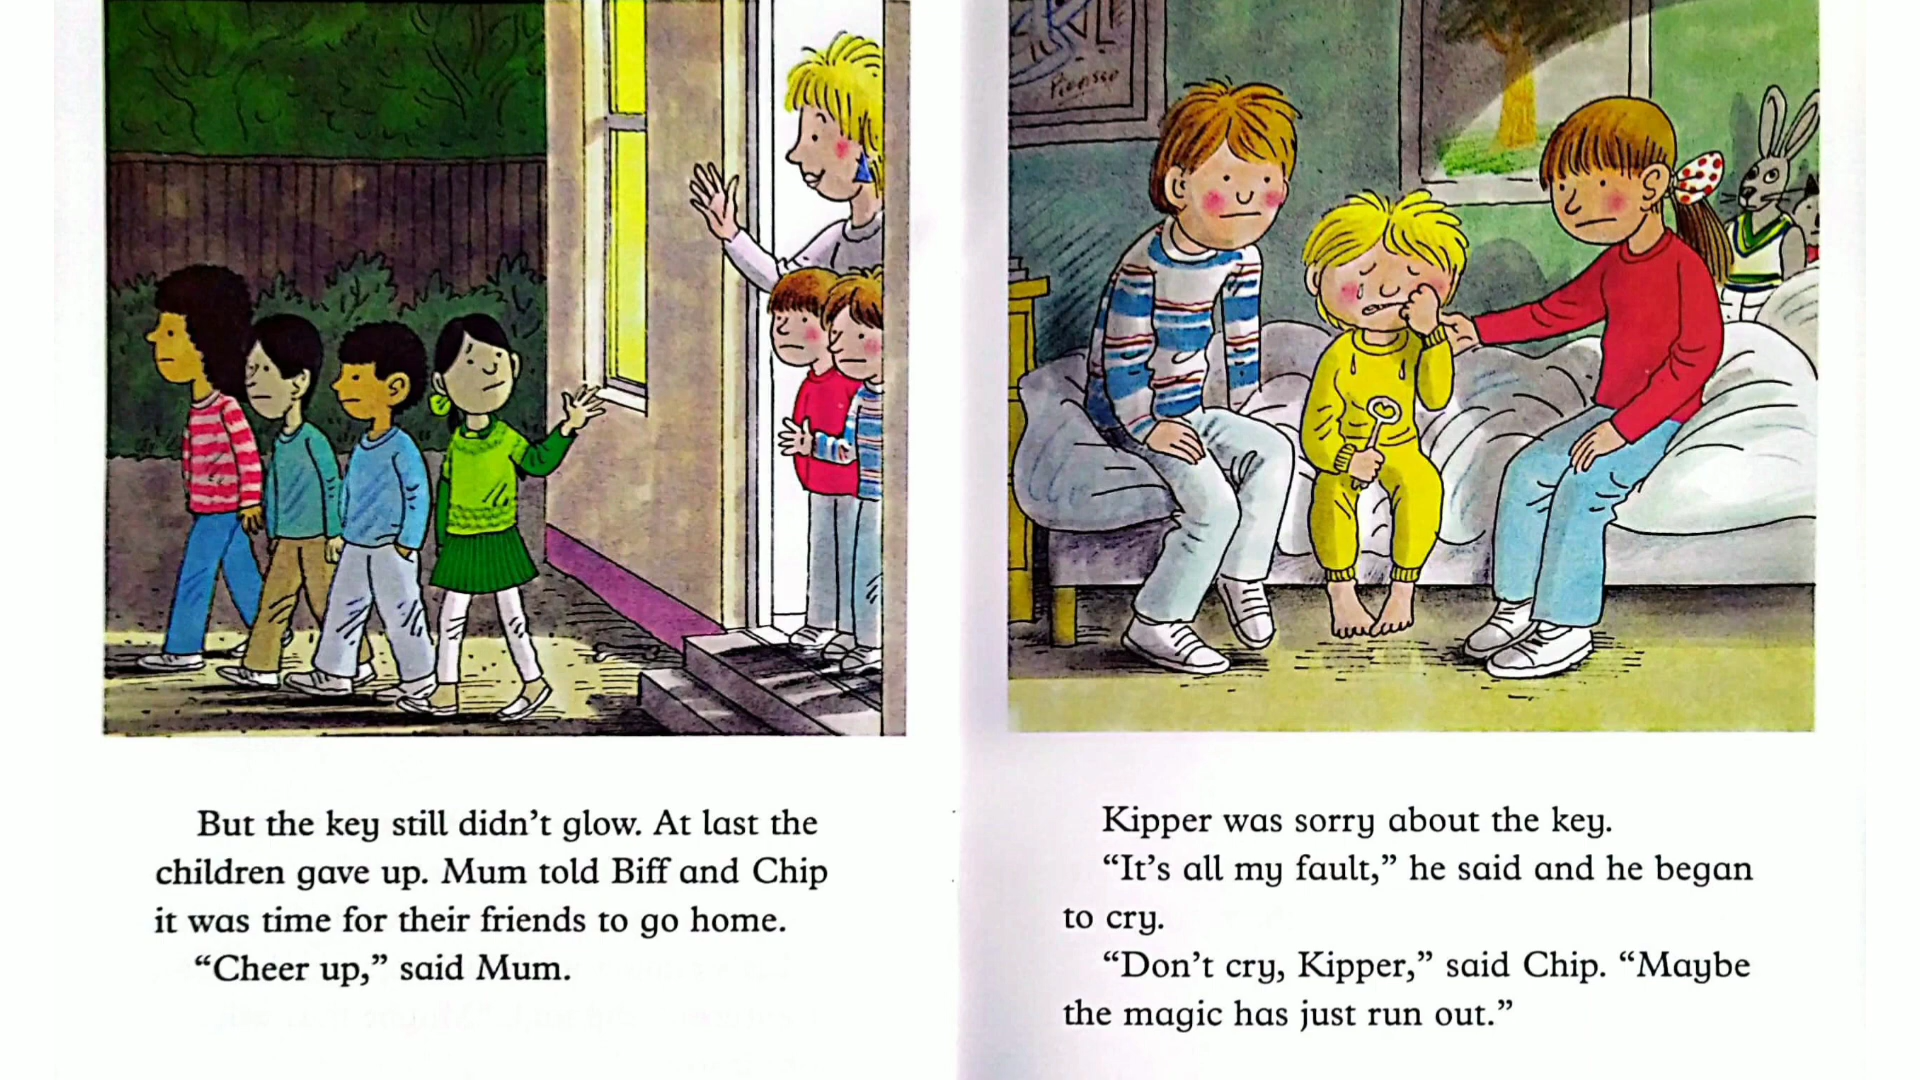 Picasso
But the key still didn't glow. At last the
children gave up. Mum told Biff and Chip
it was time for their friends to go home.
“Cheer up,” said Mum.
Kipper was sorry about the key.
“It's all my fault,” he said and he began
to cry.
“Don't cry, Kipper,” said Chip. “Maybe
the magic has just run out.”